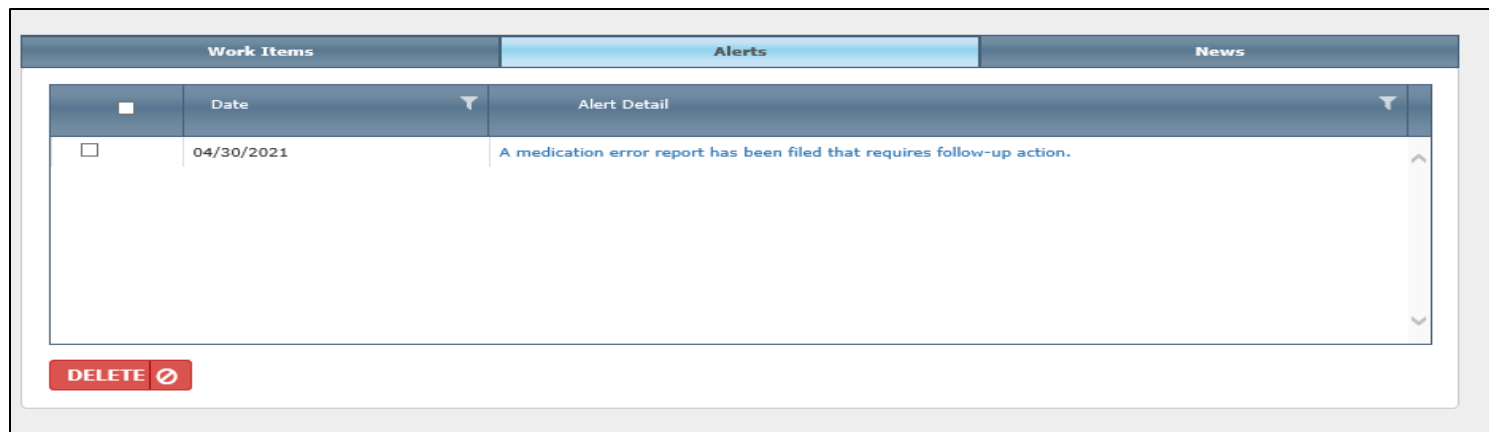 Work Items Alerts News
Date Alert Detail
04/30/2021 A medication error report has been filed that requires follow-up action.
DELETE